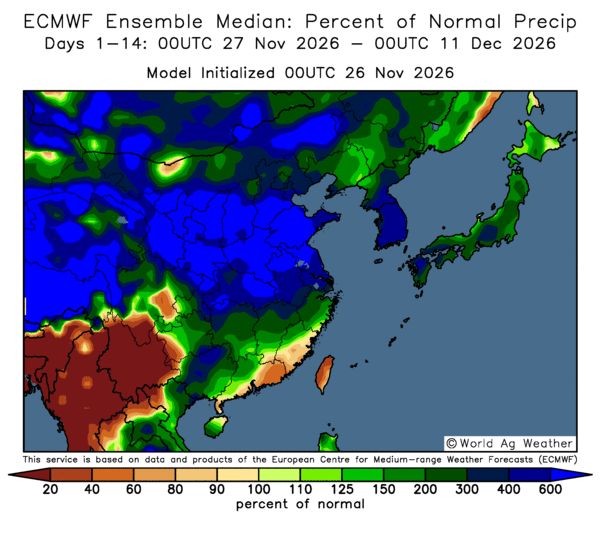 ECMWF Ensemble Median: Percent of Normal Precip
Days 1-14: 00UTC 27 Nov 2026 - 00UTC 11 Dec 2026
Model Initialized 00UTC 26 Nov 2026
© World Ag Weather
This service is based on data and products of the European Centre for Medium-range Weather Forecasts (ECMWF)
20 40 60 80 90 100 110 125 150 200 300 400 600
percent of normal